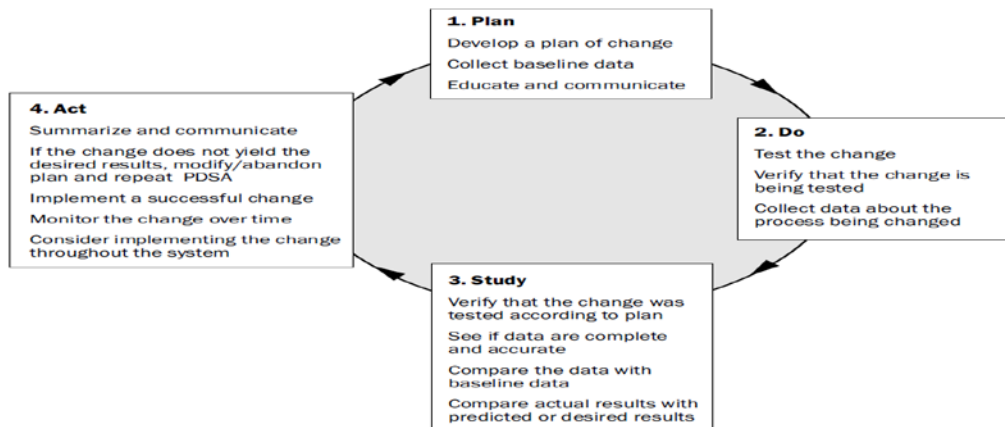 1. Plan
Develop a plan of change
Collect baseline data
Educate and communicate
2. Do
Test the change
Verify that the change is
being tested
Collect data about the
process being changed
3. Study
Verify that the change was
tested according to plan
See if data are complete
and accurate
Compare the data with
baseline data
Compare actual results with
predicted or desired results
4. Act
Summarize and communicate
If the change does not yield the
desired results, modify/abandon
plan and repeat PDSA
Implement a successful change
Monitor the change over time
Consider implementing the change
throughout the system